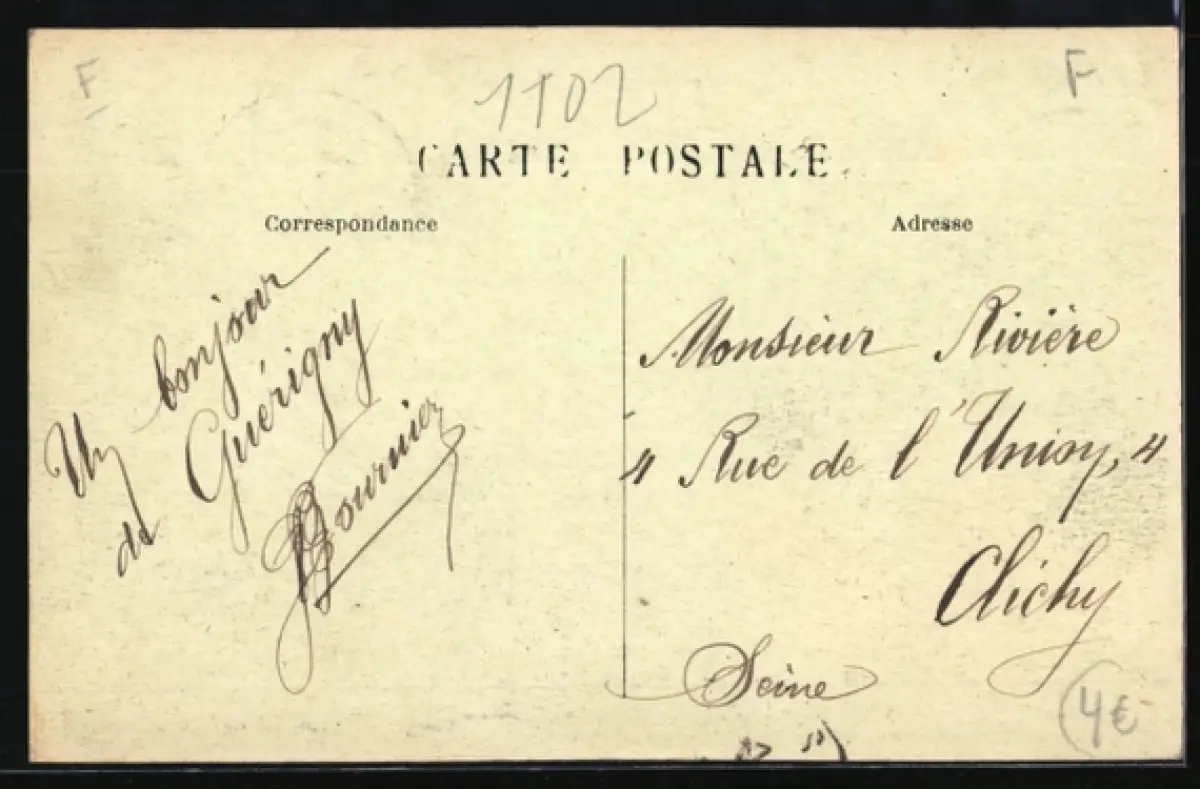 F
1102
F
CARTE POSTALE
Correspondance
Adresse
Un bonjour
de Guérigny
Monsieur Rivière
4 Rue de l'Union, 4
Clichy
Seine
4€